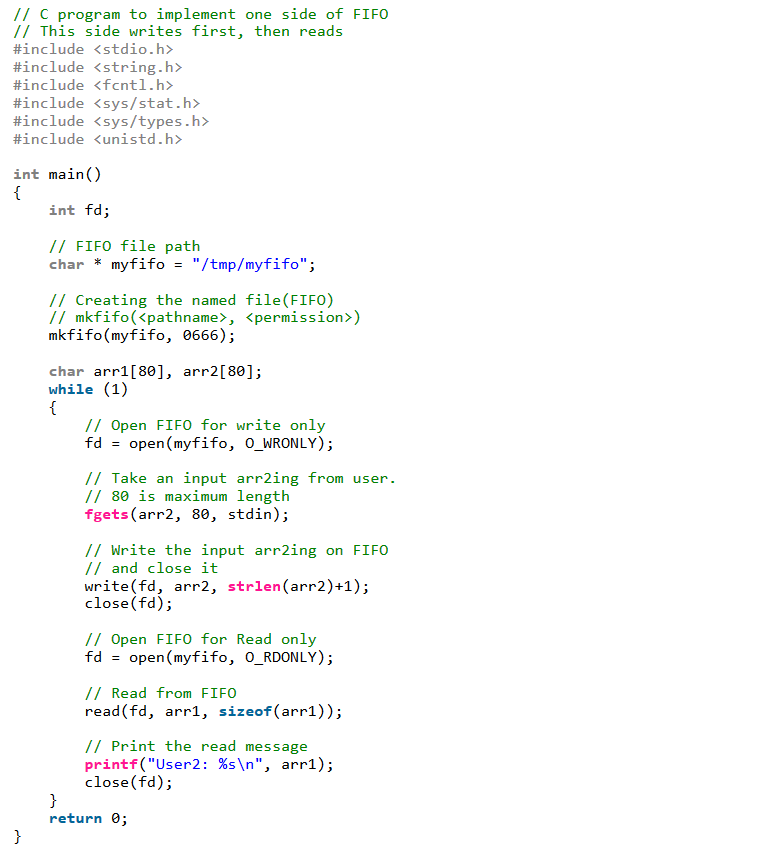 // C program to implement one side of FIFO
// This side writes first, then reads
#include <stdio.h>
#include <string.h>
#include <fcntl.h>
#include <sys/stat.h>
#include <sys/types.h>
#include <unistd.h>

int main()
{
    int fd;

    // FIFO file path
    char * myfifo = "/tmp/myfifo";

    // Creating the named file(FIFO)
    // mkfifo(<pathname>, <permission>)
    mkfifo(myfifo, 0666);

    char arr1[80], arr2[80];
    while (1)
    {
        // Open FIFO for write only
        fd = open(myfifo, O_WRONLY);

        // Take an input arr2ing from user.
        // 80 is maximum length
        fgets(arr2, 80, stdin);

        // Write the input arr2ing on FIFO
        // and close it
        write(fd, arr2, strlen(arr2)+1);
        close(fd);

        // Open FIFO for Read only
        fd = open(myfifo, O_RDONLY);

        // Read from FIFO
        read(fd, arr1, sizeof(arr1));

        // Print the read message
        printf("User2: %s\n", arr1);
        close(fd);
    }
    return 0;
}